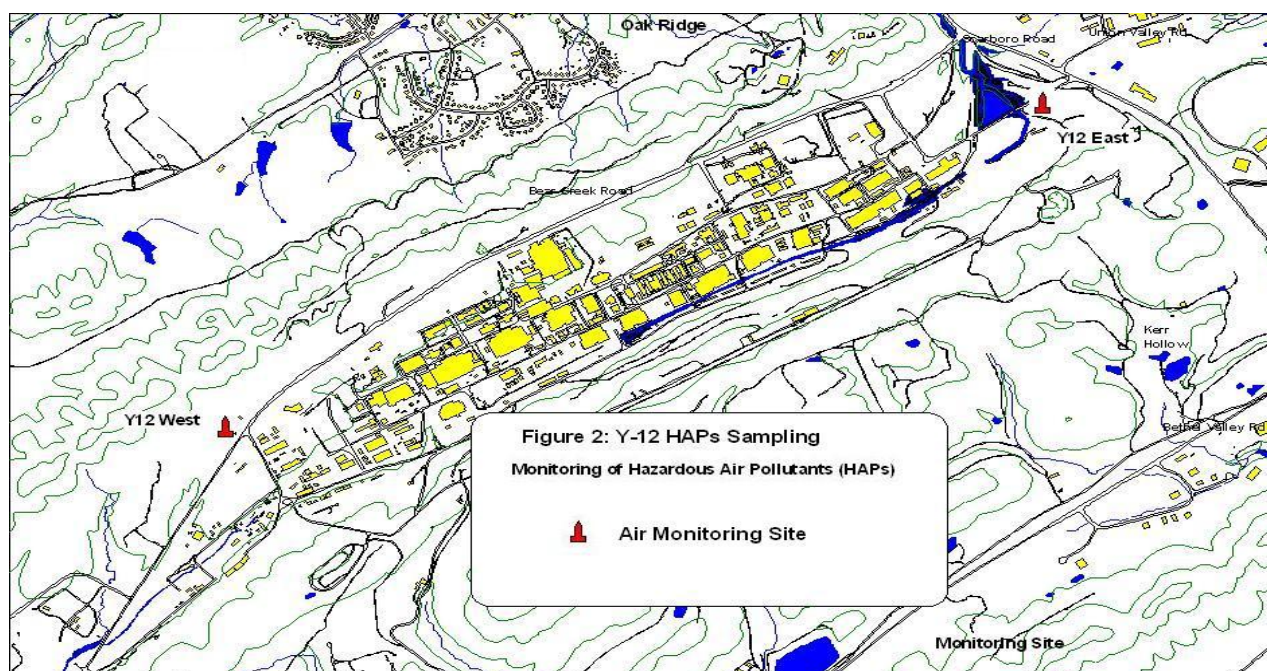 Oak Ridge
Scarboro Road
Union Valley Rd
Y12 East
Bear Creek Road
Kerr
Hollow
Y12 West
Bethel Valley Rd
Figure 2: Y-12 HAPs Sampling
Monitoring of Hazardous Air Pollutants (HAPs)
Air Monitoring Site
Monitoring Site